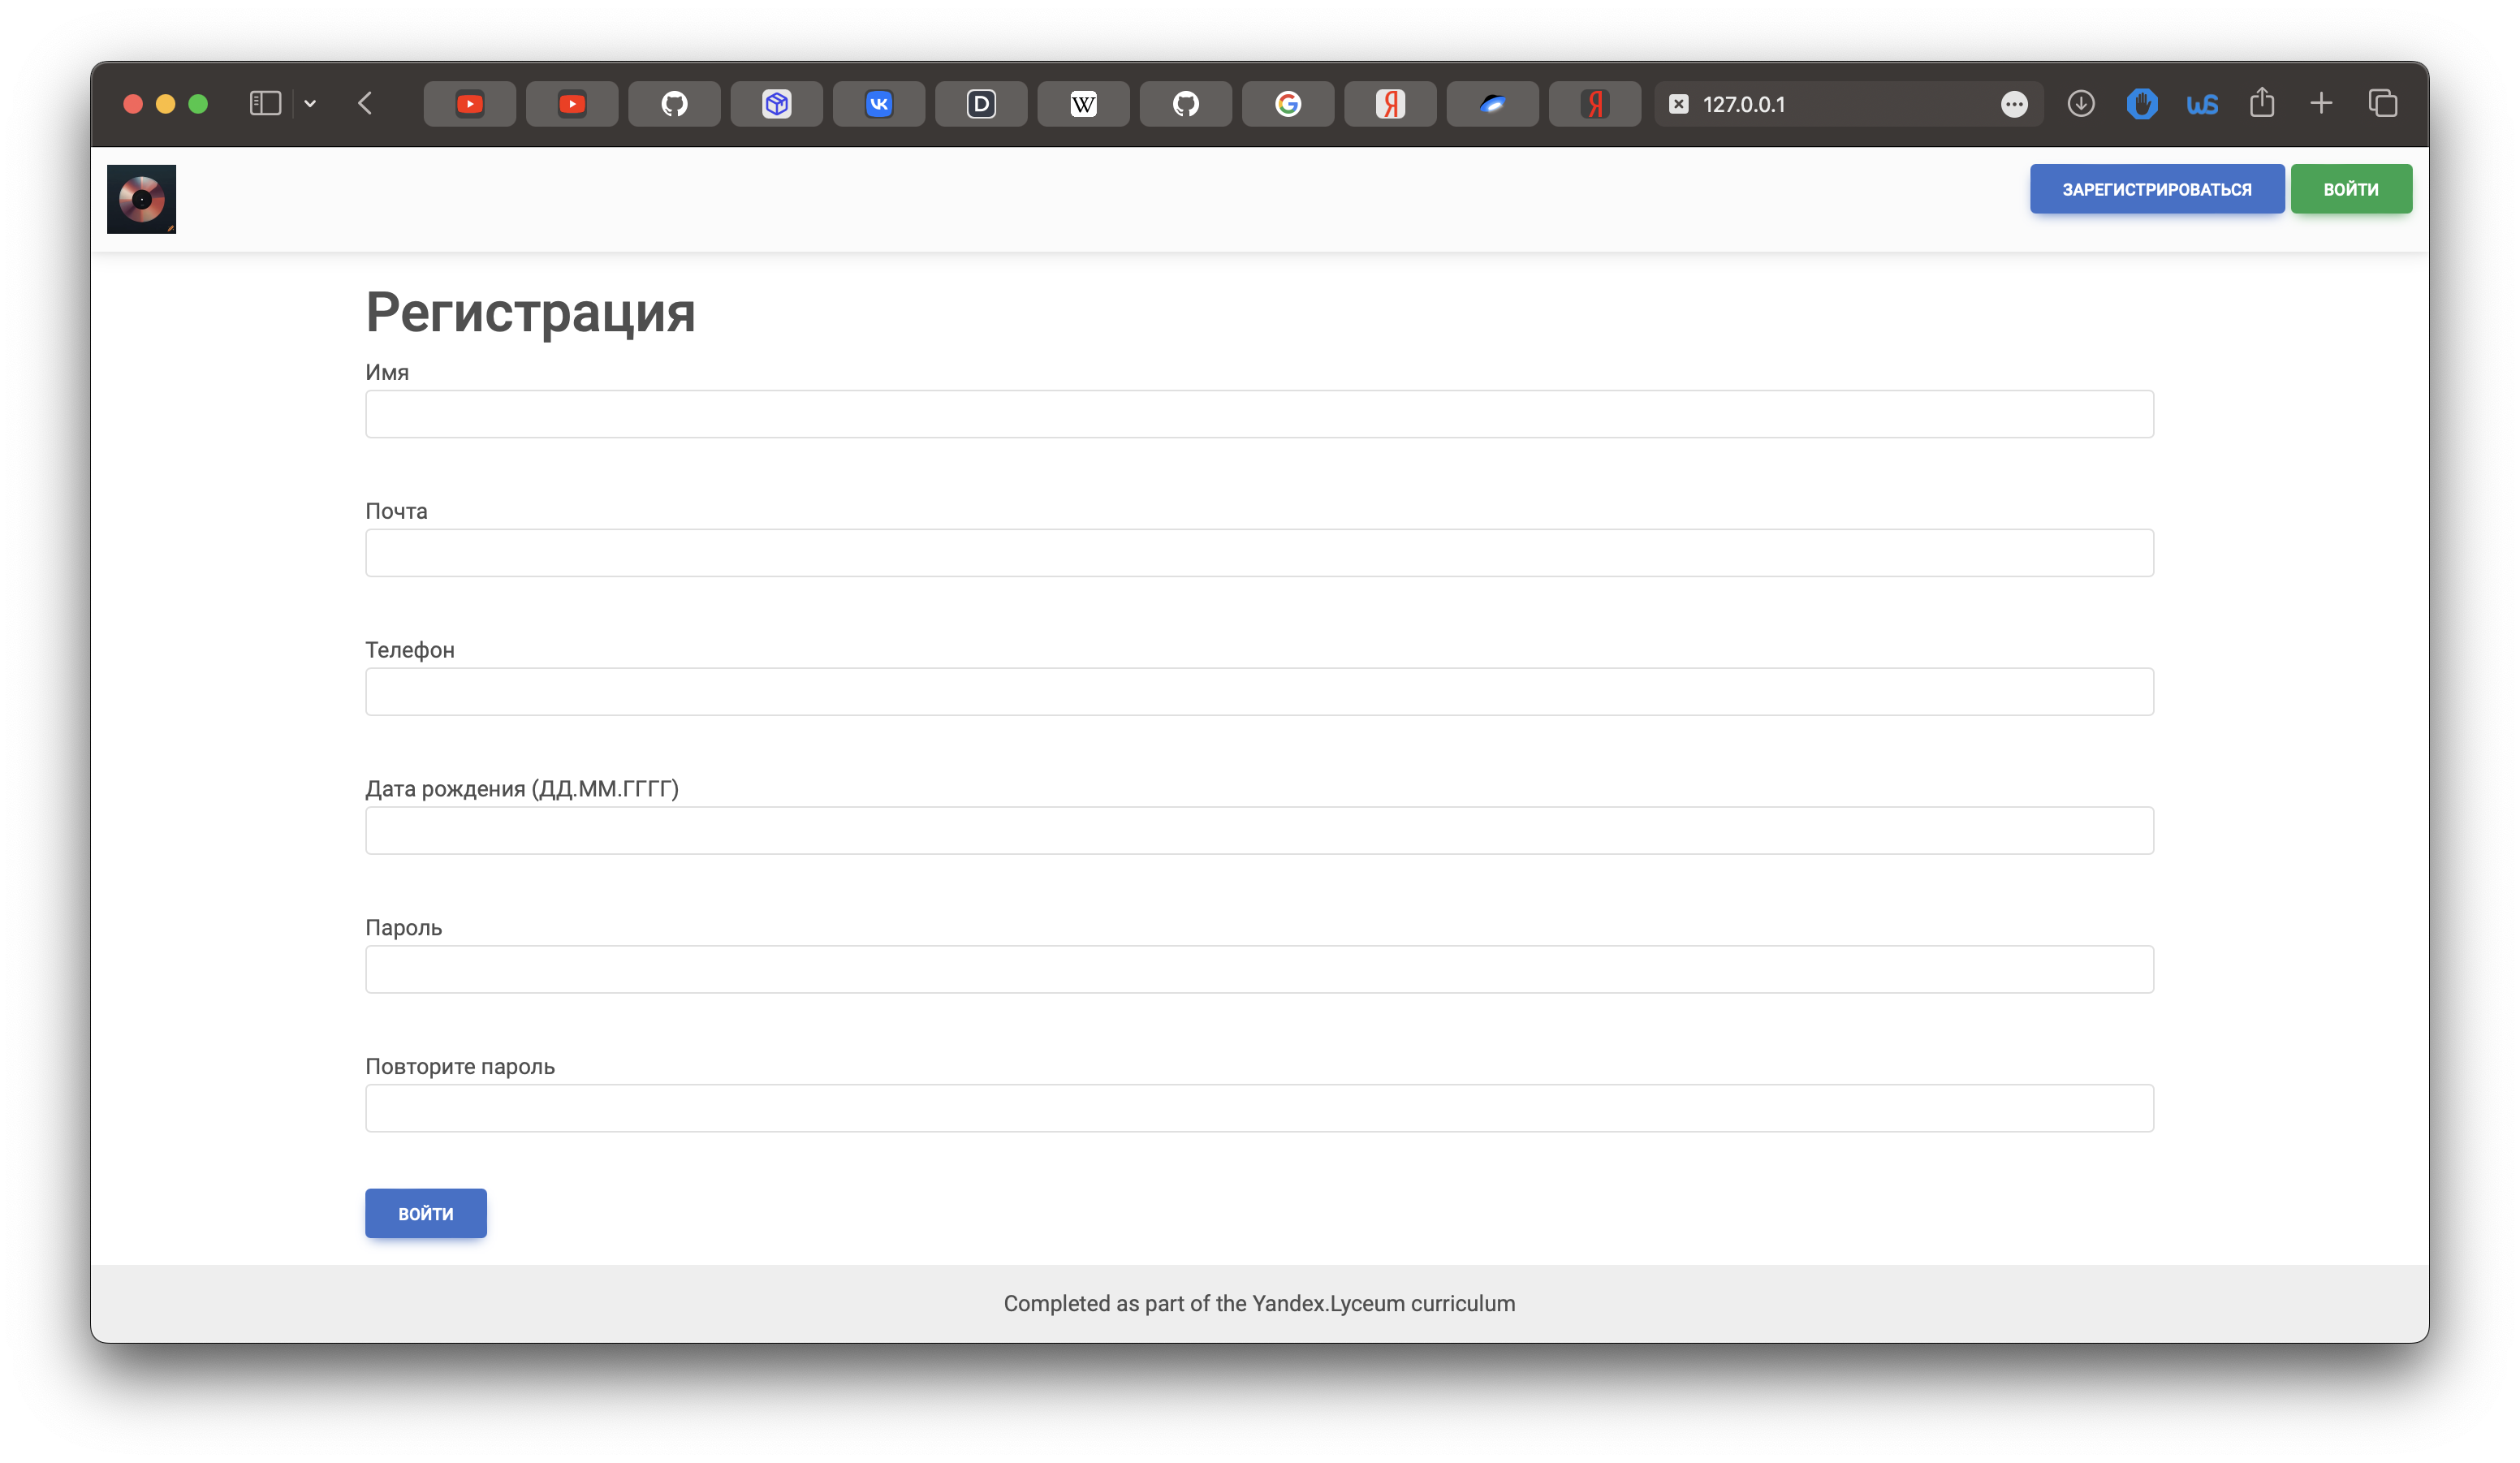 127.0.0.1
ЗАРЕГИСТРИРОВАТЬСЯ ВОЙТИ
Регистрация
Имя
Почта
Телефон
Дата рождения (ДД.ММ.ГГГГ)
Пароль
Повторите пароль
ВОЙТИ
Completed as part of the Yandex.Lyceum curriculum